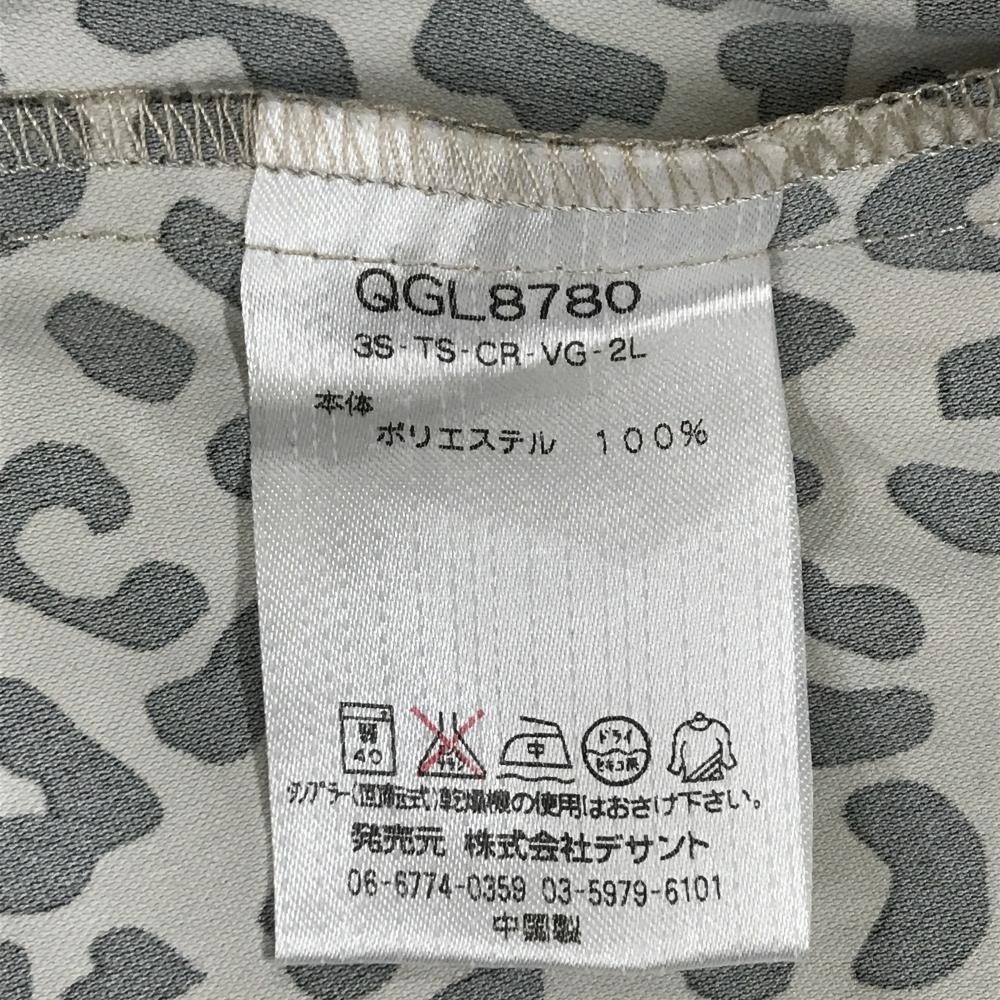 QGL8780
3S-TS-CR-VG-2L
本体
ポリエステル 100%
弱
40
中
ドライ
セキユ系
タンブラー(回転式)乾燥機の使用はおさけ下さい。
発売元 株式会社デサント
06-6774-0359 03-5979-6101
中国製